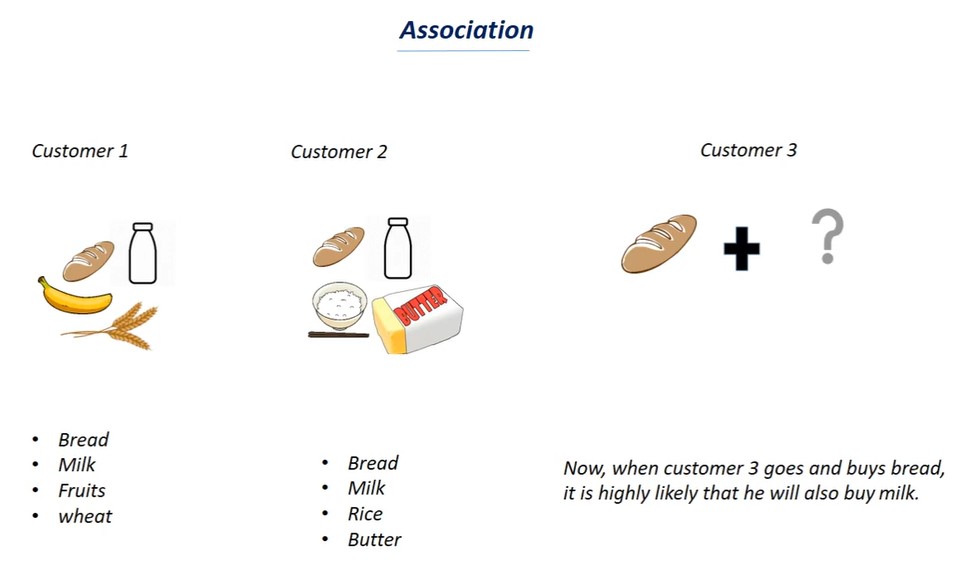 Association
Customer 1
Customer 2
Customer 3
BUTTER
• Bread
• Milk
• Fruits
• wheat
• Bread
• Milk
• Rice
• Butter
Now, when customer 3 goes and buys bread,
it is highly likely that he will also buy milk.